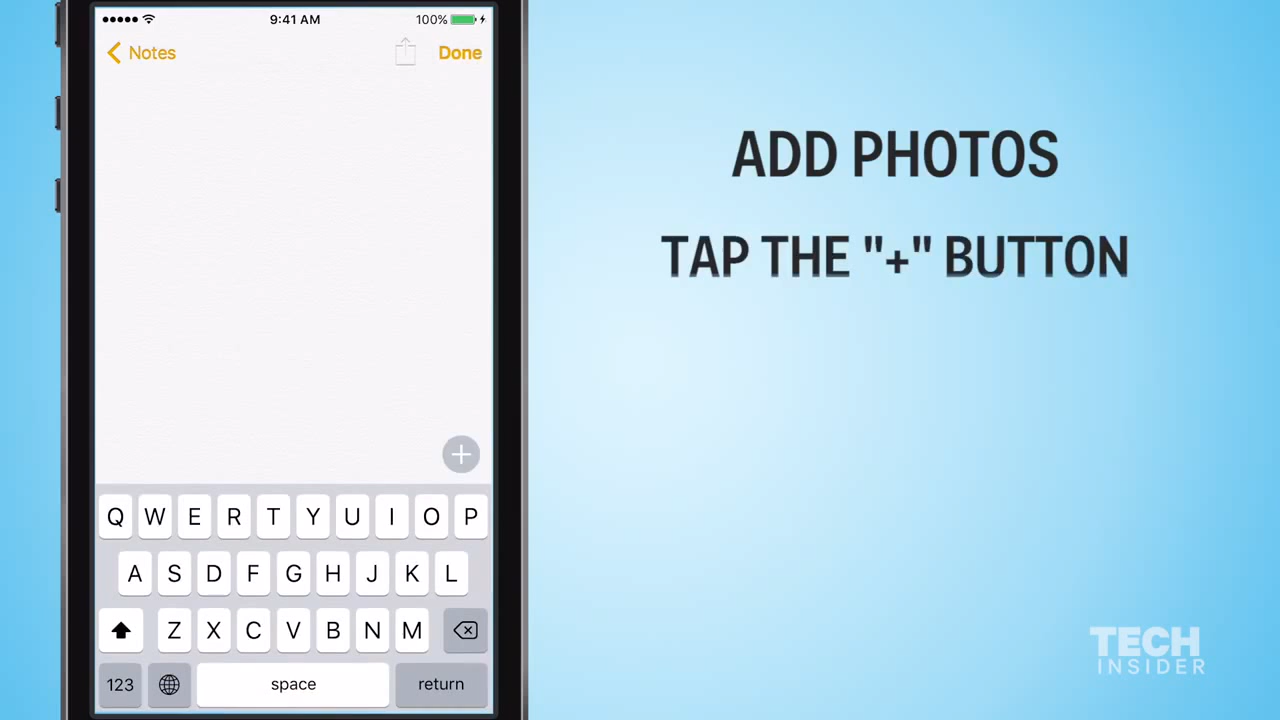 9:41 AM
100%
Notes
Done
ADD PHOTOS
TAP THE "+" BUTTON
Q W E R T Y U I O P
A S D F G H J K L
Z X C V B N M
123 space return
TECH
INSIDER